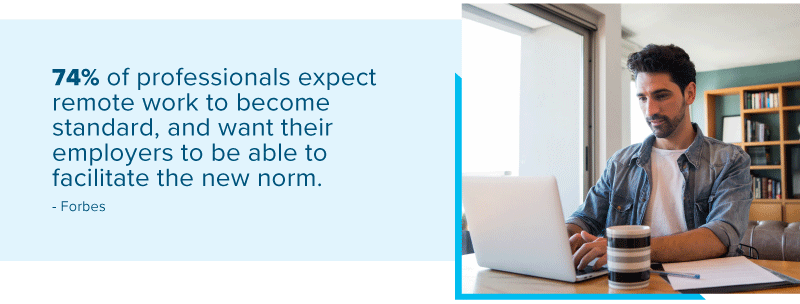 74% of professionals expect
remote work to become
standard, and want their
employers to be able to
facilitate the new norm.
- Forbes